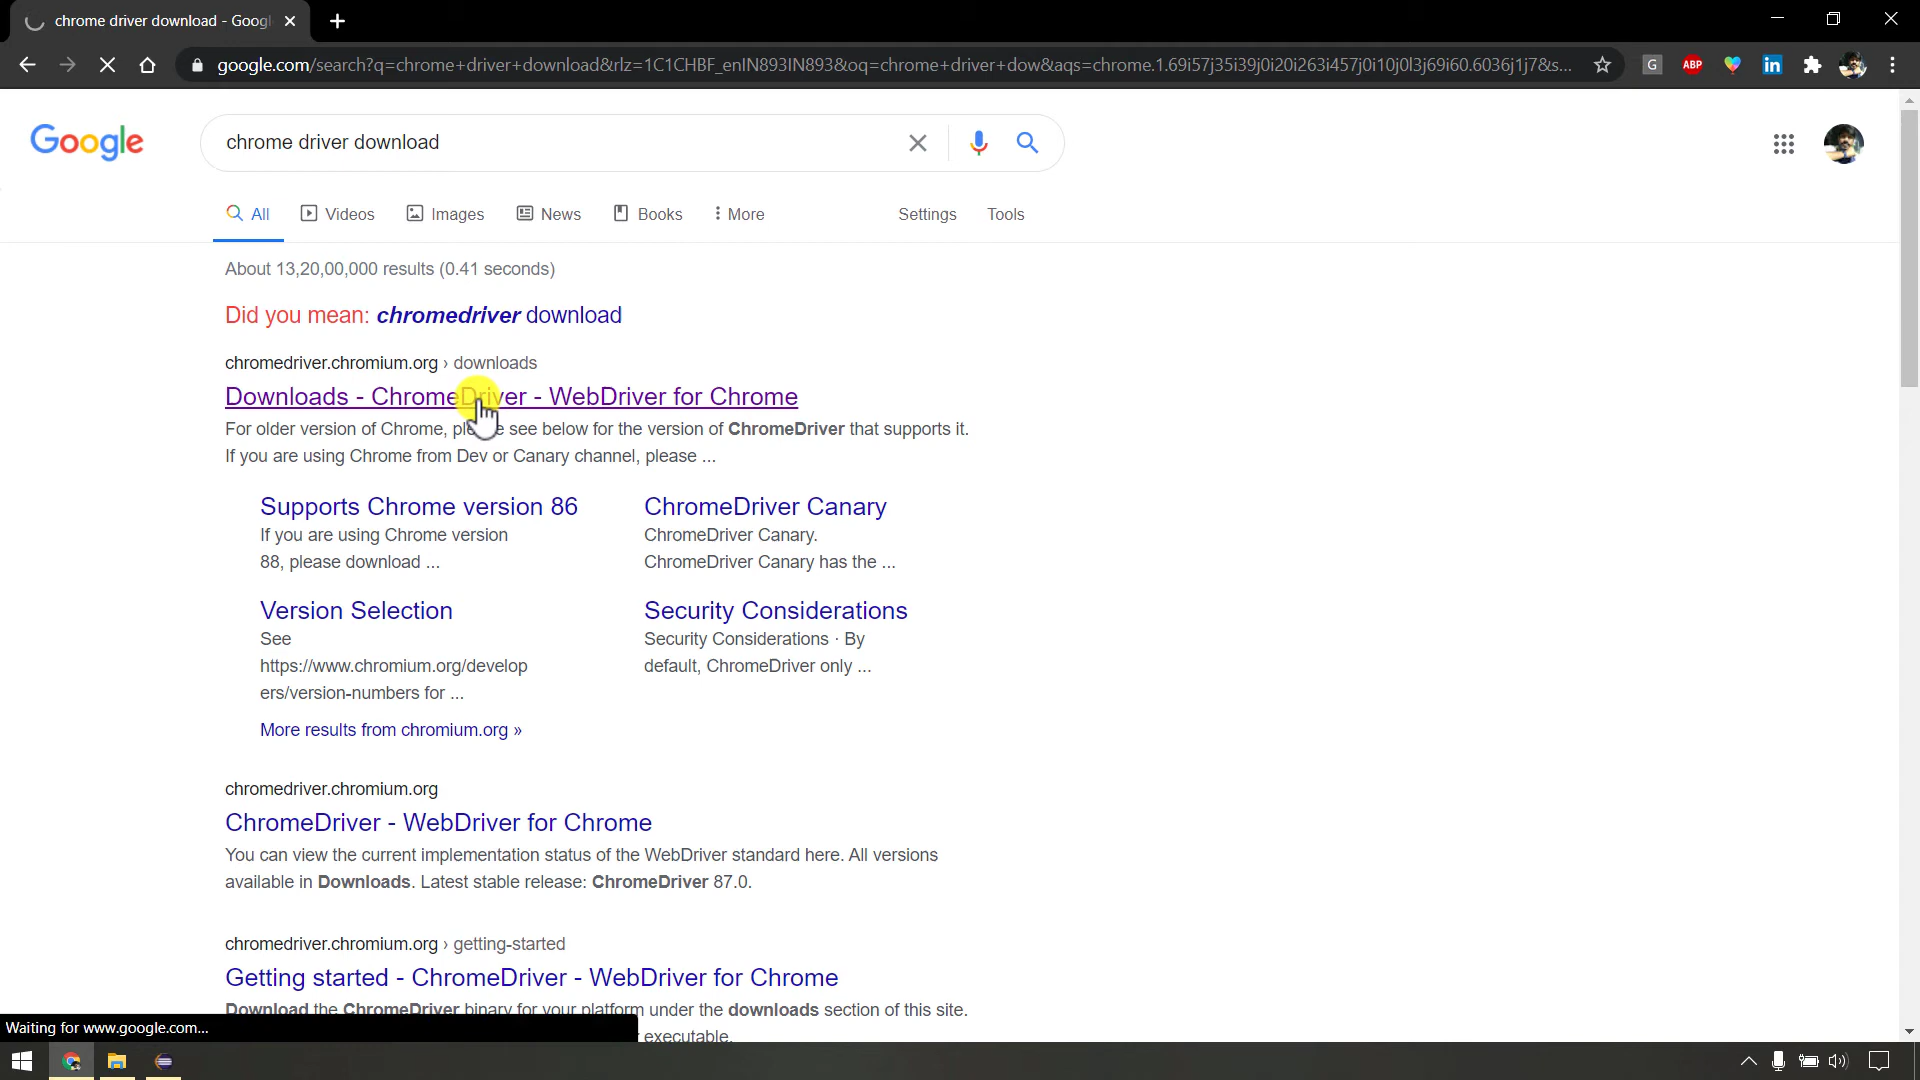 chrome driver download - Googl
google.com/search?q=chrome+driver+download&rlz=1C1CHBF_enIN893IN893&oq=chrome+driver+dow&aqs=chrome.1.69i57j35i39j0i20i263i457j0i10j0l3j69i60.6036j1j7&s...
G
ABP
in
Google
chrome driver download
All
Videos
Images
News
Books
More
Settings
Tools
About 13,20,00,000 results (0.41 seconds)
Did you mean: chromedriver download
chromedriver.chromium.org › downloads
Downloads - ChromeDriver - WebDriver for Chrome
For older version of Chrome, see below for the version of ChromeDriver that supports it.
If you are using Chrome from Dev or Canary channel, please ...
Supports Chrome version 86
If you are using Chrome version
88, please download ...
ChromeDriver Canary
ChromeDriver Canary.
ChromeDriver Canary has the ...
Version Selection
See
https://www.chromium.org/develop
ers/version-numbers for ...
Security Considerations
Security Considerations · By
default, ChromeDriver only ...
More results from chromium.org »
chromedriver.chromium.org
ChromeDriver - WebDriver for Chrome
You can view the current implementation status of the WebDriver standard here. All versions
available in Downloads. Latest stable release: ChromeDriver 87.0.
chromedriver.chromium.org › getting-started
Getting started - ChromeDriver - WebDriver for Chrome
Download the ChromeDriver binary for your platform under the downloads section of this site.
executable.
Waiting for www.google.com...